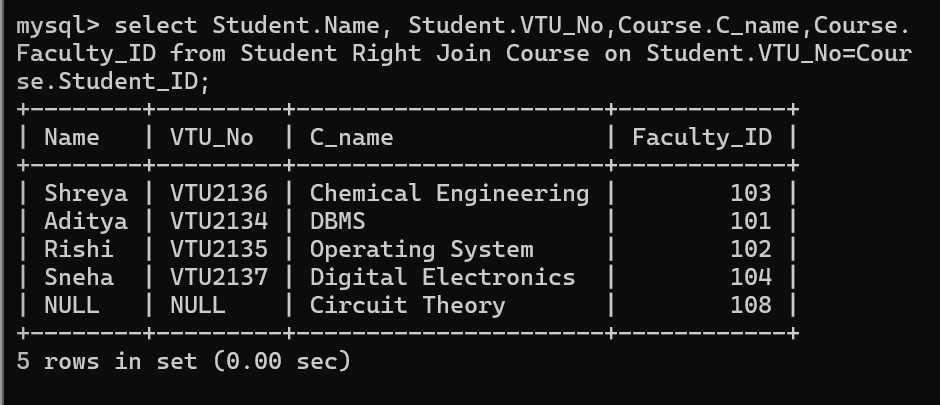 mysql> select Student.Name, Student.VTU_No,Course.C_name,Course.
Faculty_ID from Student Right Join Course on Student.VTU_No=Cour
se.Student_ID;
+--------+---------+----------------------+------------+
| Name   | VTU_No  | C_name               | Faculty_ID |
+--------+---------+----------------------+------------+
| Shreya | VTU2136 | Chemical Engineering |        103 |
| Aditya | VTU2134 | DBMS                 |        101 |
| Rishi  | VTU2135 | Operating System     |        102 |
| Sneha  | VTU2137 | Digital Electronics  |        104 |
| NULL   | NULL    | Circuit Theory       |        108 |
+--------+---------+----------------------+------------+
5 rows in set (0.00 sec)